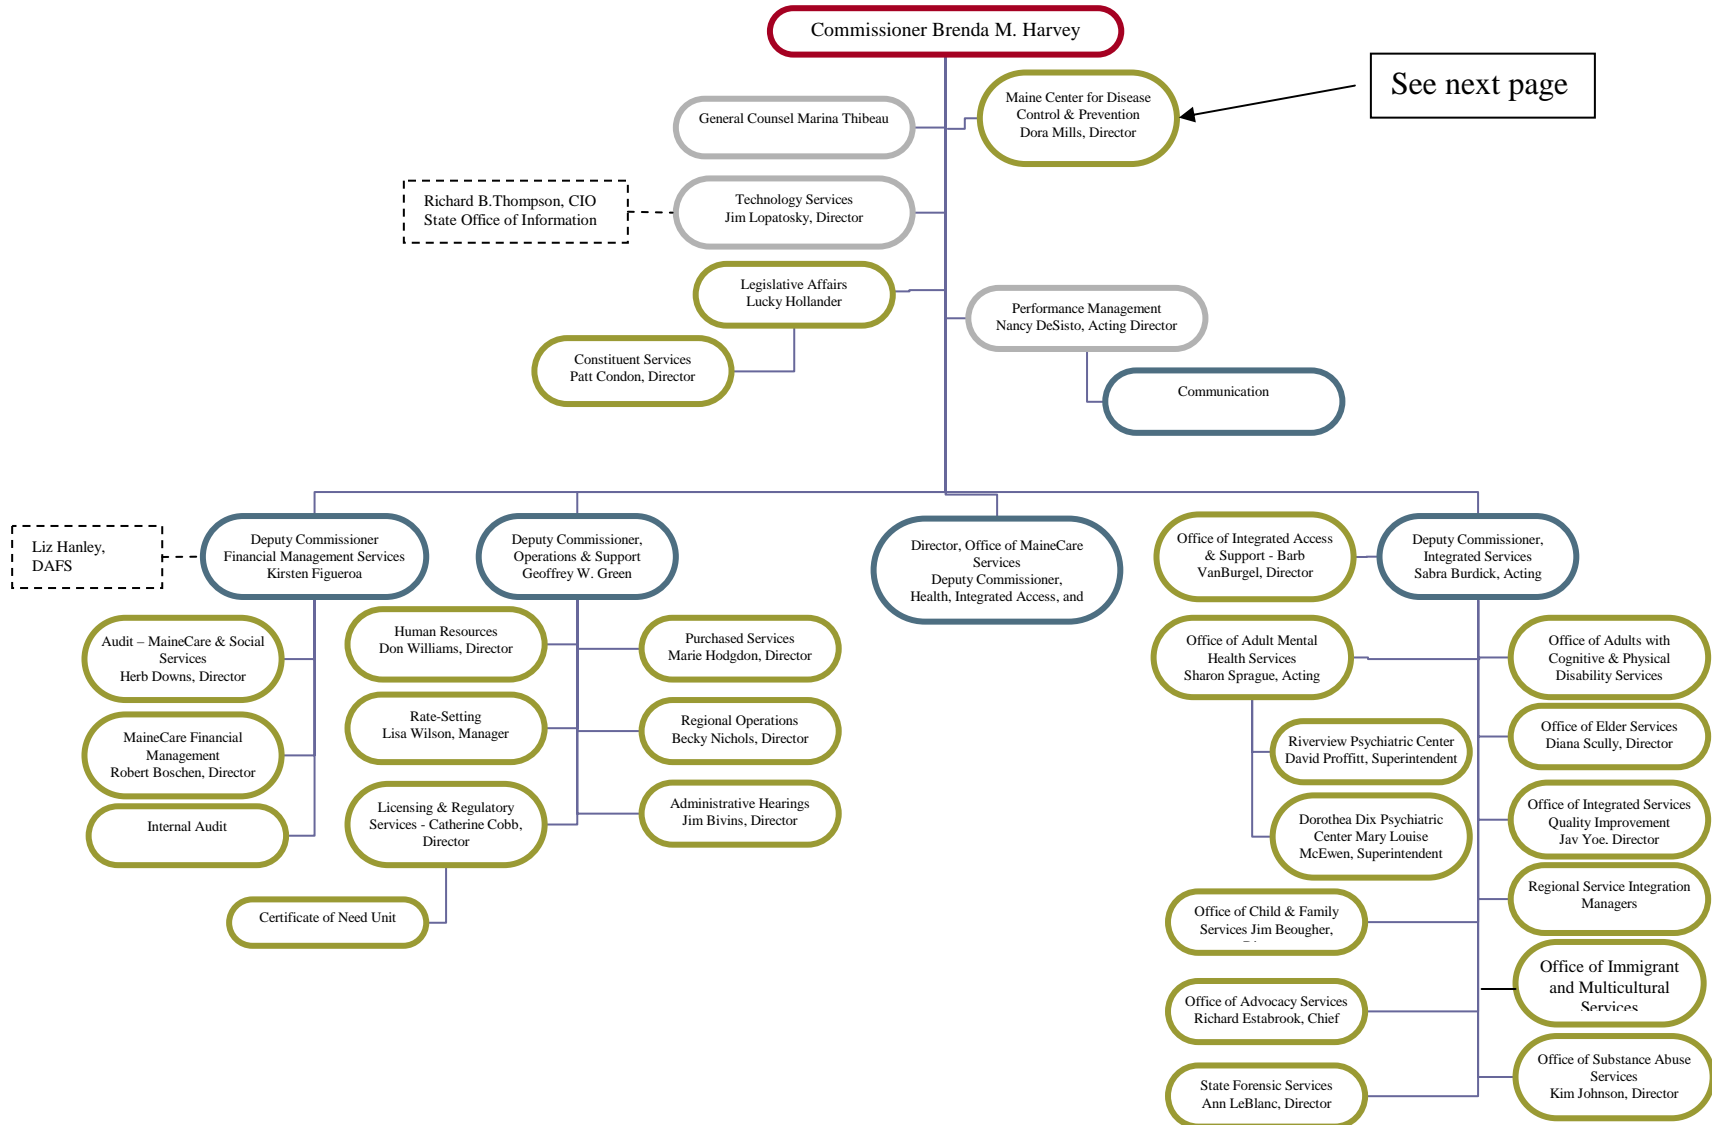 Commissioner Brenda M. Harvey
See next page
Maine Center for Disease
Control & Prevention
Dora Mills, Director
General Counsel Marina Thibeau
Richard B.Thompson, CIO
State Office of Information
Technology Services
Jim Lopatosky, Director
Legislative Affairs
Lucky Hollander
Performance Management
Nancy DeSisto, Acting Director
Constituent Services
Patt Condon, Director
Communication
Liz Hanley,
DAFS
Deputy Commissioner
Financial Management Services
Kirsten Figueroa
Deputy Commissioner,
Operations & Support
Geoffrey W. Green
Director, Office of MaineCare
Services
Deputy Commissioner,
Health, Integrated Access, and
Office of Integrated Access
& Support - Barb
VanBurgel, Director
Deputy Commissioner,
Integrated Services
Sabra Burdick, Acting
Audit – MaineCare & Social
Services
Herb Downs, Director
Human Resources
Don Williams, Director
Purchased Services
Marie Hodgdon, Director
Office of Adult Mental
Health Services
Sharon Sprague, Acting
Office of Adults with
Cognitive & Physical
Disability Services
MaineCare Financial
Management
Robert Boschen, Director
Rate-Setting
Lisa Wilson, Manager
Regional Operations
Becky Nichols, Director
Riverview Psychiatric Center
David Proffitt, Superintendent
Office of Elder Services
Diana Scully, Director
Internal Audit
Licensing & Regulatory
Services - Catherine Cobb,
Director
Administrative Hearings
Jim Bivins, Director
Dorothea Dix Psychiatric
Center Mary Louise
McEwen, Superintendent
Office of Integrated Services
Quality Improvement
Jay Yoe. Director
Certificate of Need Unit
Office of Child & Family
Services Jim Beougher,
Regional Service Integration
Managers
Office of Immigrant
and Multicultural
Services
Office of Advocacy Services
Richard Estabrook, Chief
State Forensic Services
Ann LeBlanc, Director
Office of Substance Abuse
Services
Kim Johnson, Director